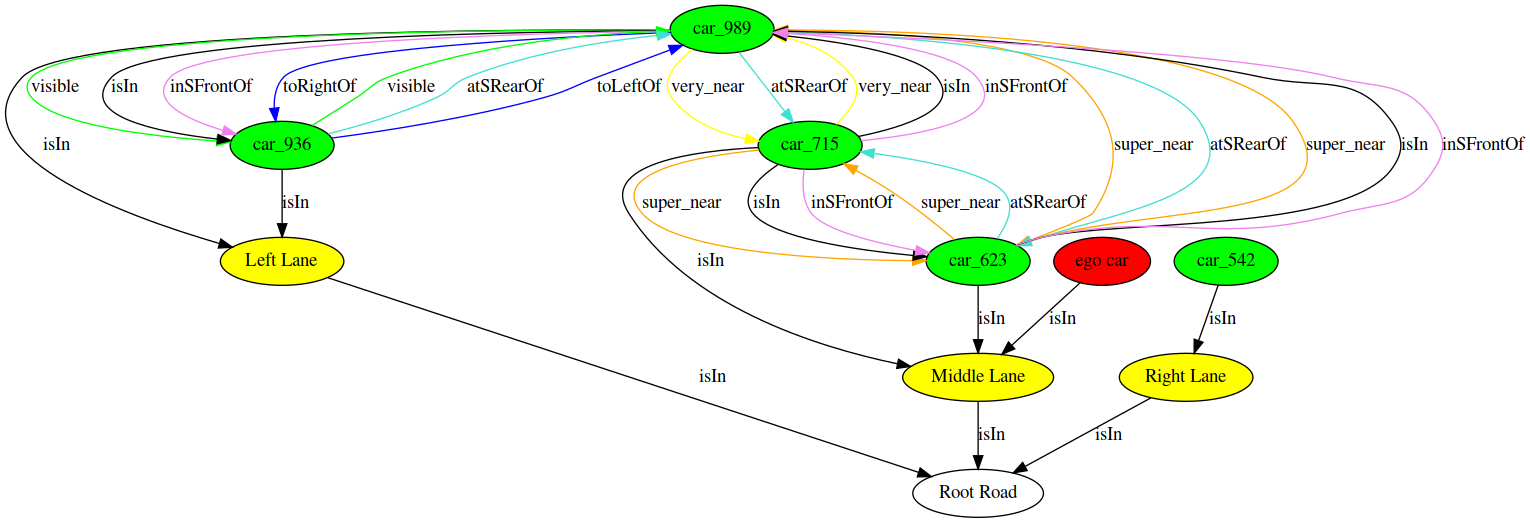 car_989
visible
isIn
inSFrontOf
toRightOf
visible
atSRearOf
toLeftOf
very_near
atSRearOf
very_near
isIn
inSFrontOf
isIn
car_936
car_715
super_near
atSRearOf
super_near
isIn
inSFrontOf
isIn
super_near
isIn
inSFrontOf
super_near
atSRearOf
Left Lane
isIn
car_623
ego car
car_542
isIn
isIn
isIn
isIn
Middle Lane
Right Lane
isIn
isIn
Root Road